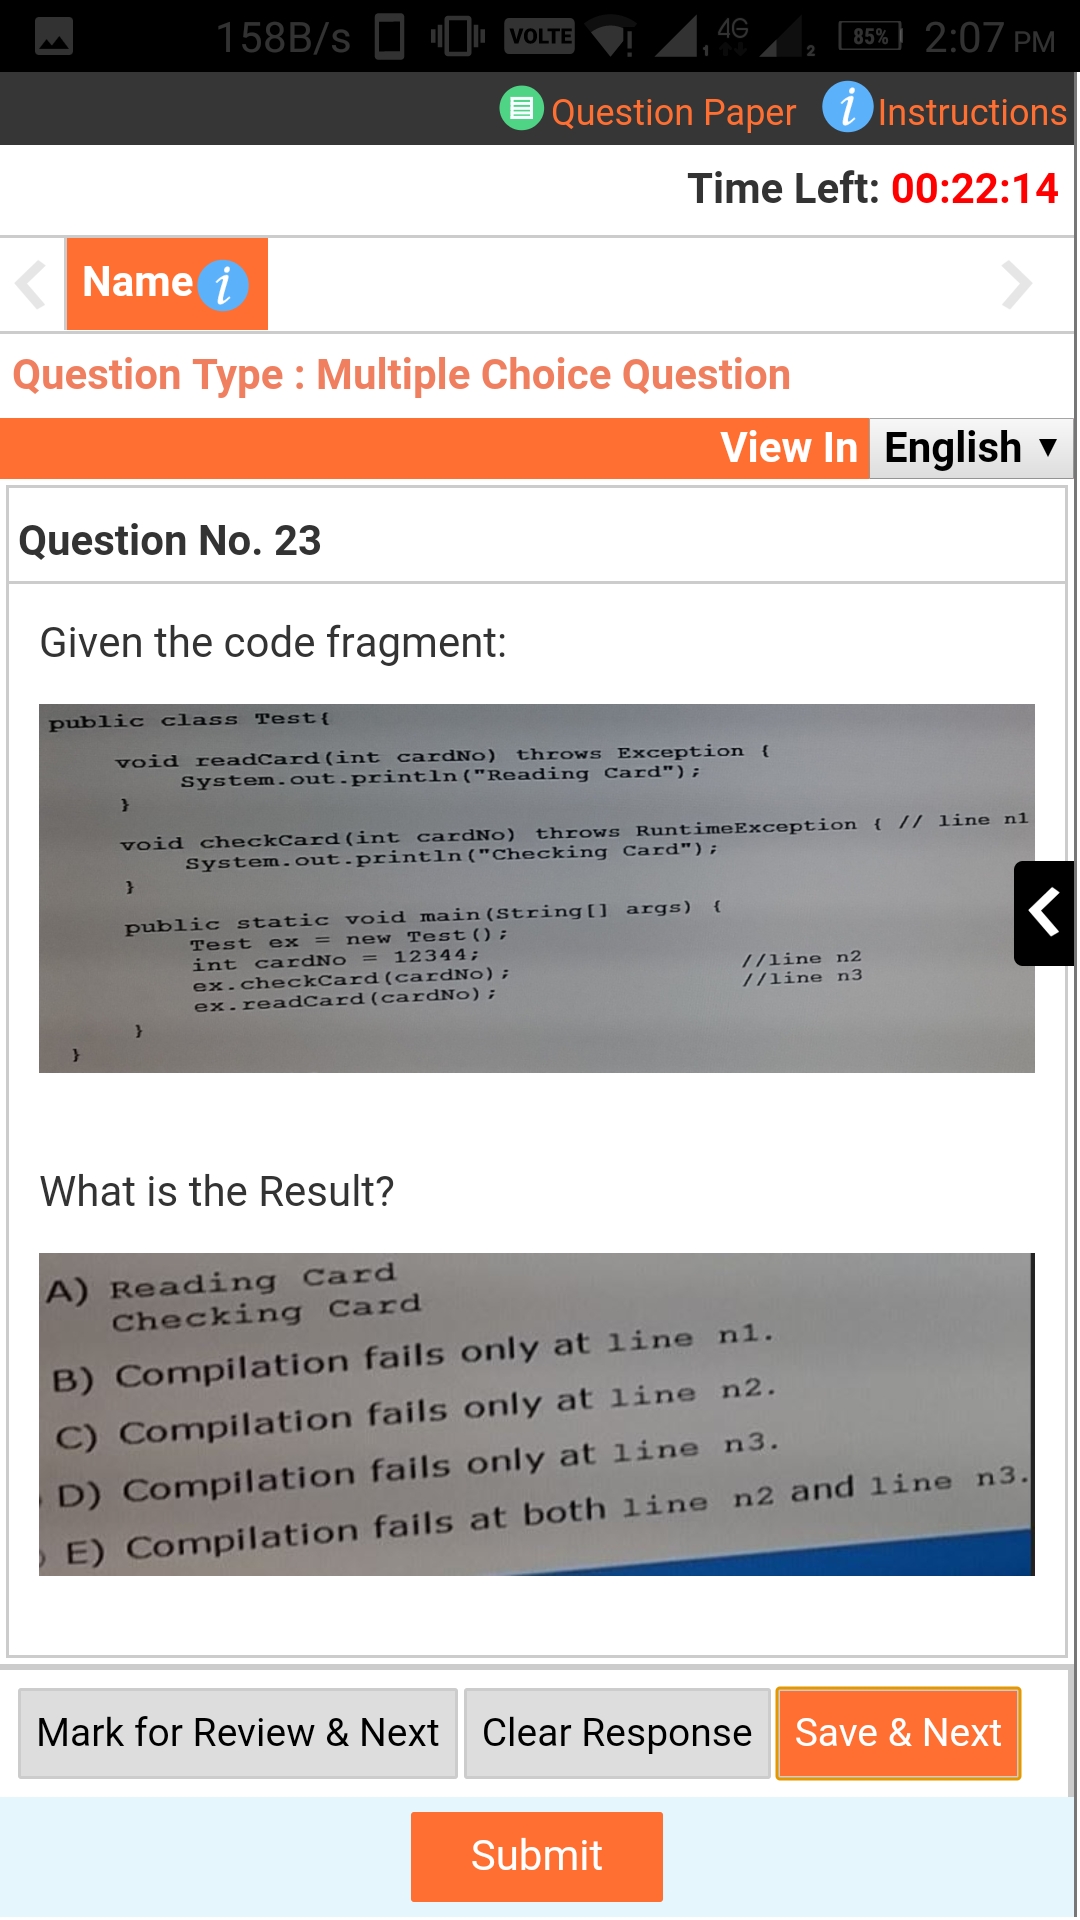 158B/s VOLTE 1 4G 2 85% 2:07 PM
Question Paper i Instructions
Time Left: 00:22:14
Name i
Question Type : Multiple Choice Question
View In English ▼
Question No. 23
Given the code fragment:
public class Test{
void readCard(int cardNo) throws Exception {
System.out.println("Reading Card");
}
void checkCard(int cardNo) throws RuntimeException { // line n1
System.out.println("Checking Card");
}
public static void main(String[] args) {
Test ex = new Test();
int cardNo = 12344;
ex.checkCard(cardNo); //line n2
ex.readCard(cardNo); //line n3
}
}
What is the Result?
A) Reading Card
Checking Card
B) Compilation fails only at line n1.
C) Compilation fails only at line n2.
D) Compilation fails only at line n3.
E) Compilation fails at both line n2 and line n3.
Mark for Review & Next Clear Response Save & Next
Submit